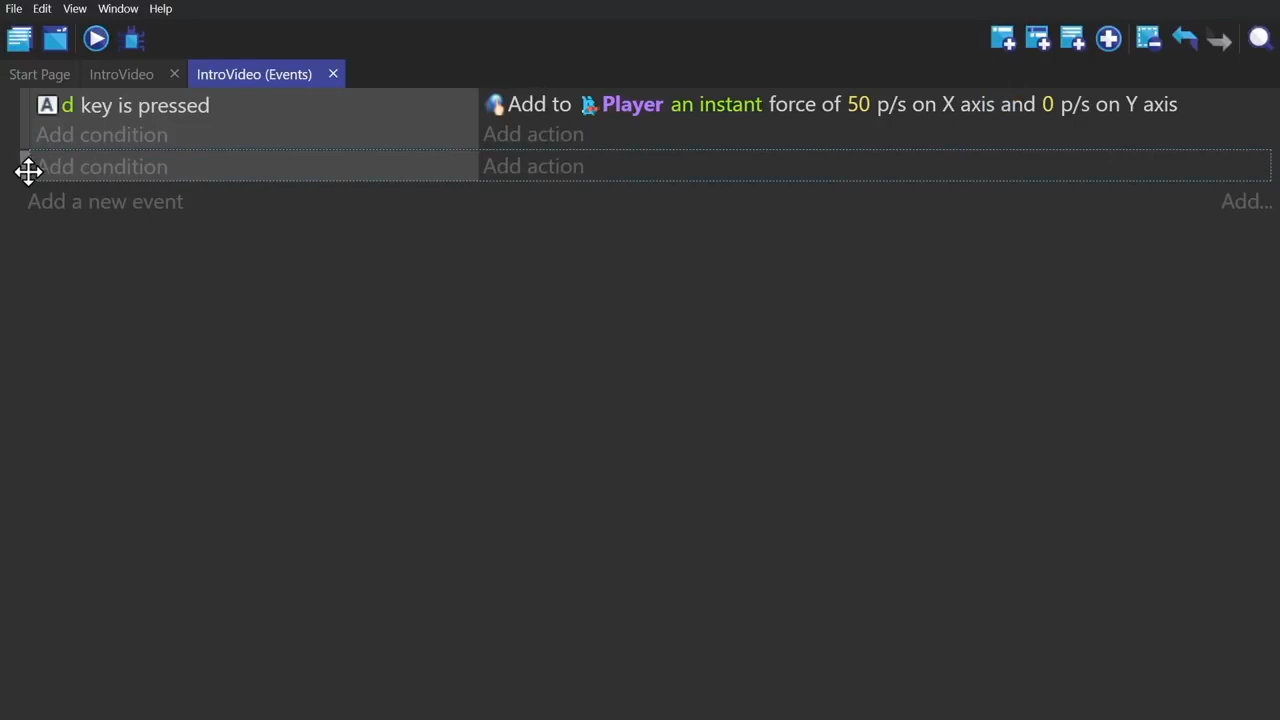 File Edit View Window Help
Start Page IntroVideo × IntroVideo (Events) ×
A d key is pressed Add to Player an instant force of 50 p/s on X axis and 0 p/s on Y axis
Add condition Add action
Add condition Add action
Add a new event Add...